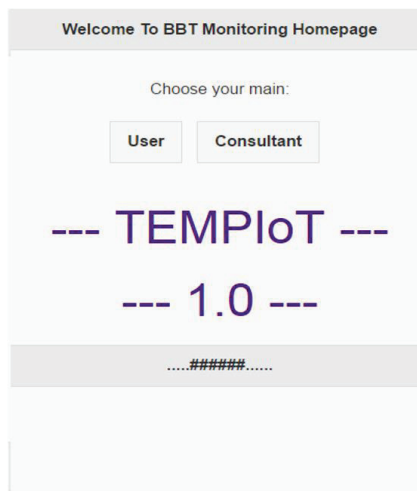 Welcome To BBT Monitoring Homepage
Choose your main:
User Consultant
--- TEMPIoT ---
--- 1.0 ---
.....######......